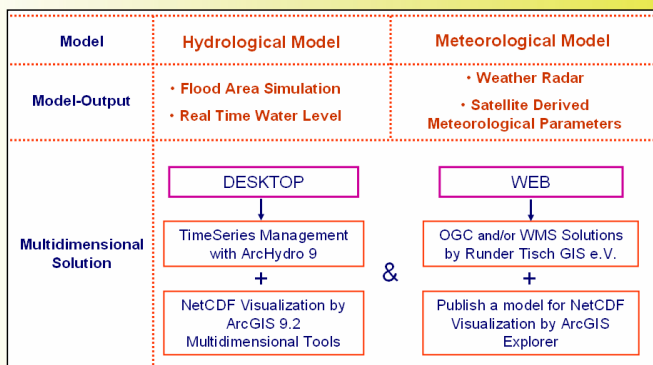 Model
Hydrological Model
Meteorological Model
Model-Output
• Flood Area Simulation
• Real Time Water Level
• Weather Radar
• Satellite Derived
Meteorological Parameters
Multidimensional
Solution
DESKTOP
TimeSeries Management
with ArcHydro 9
+
NetCDF Visualization by
ArcGIS 9.2
Multidimensional Tools
&
WEB
OGC and/or WMS Solutions
by Runder Tisch GIS e.V.
+
Publish a model for NetCDF
Visualization by ArcGIS
Explorer